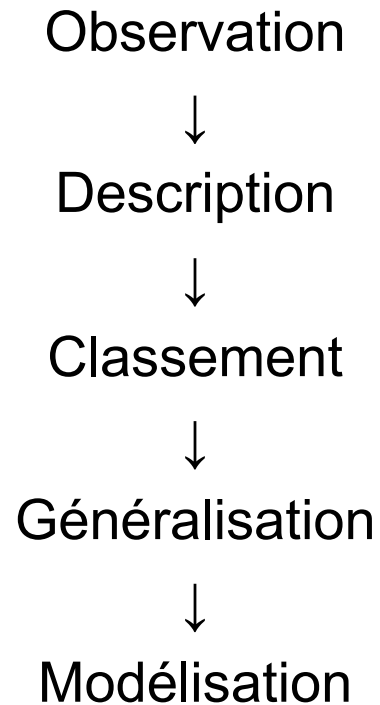 Observation
↓
Description
↓
Classement
↓
Généralisation
↓
Modélisation